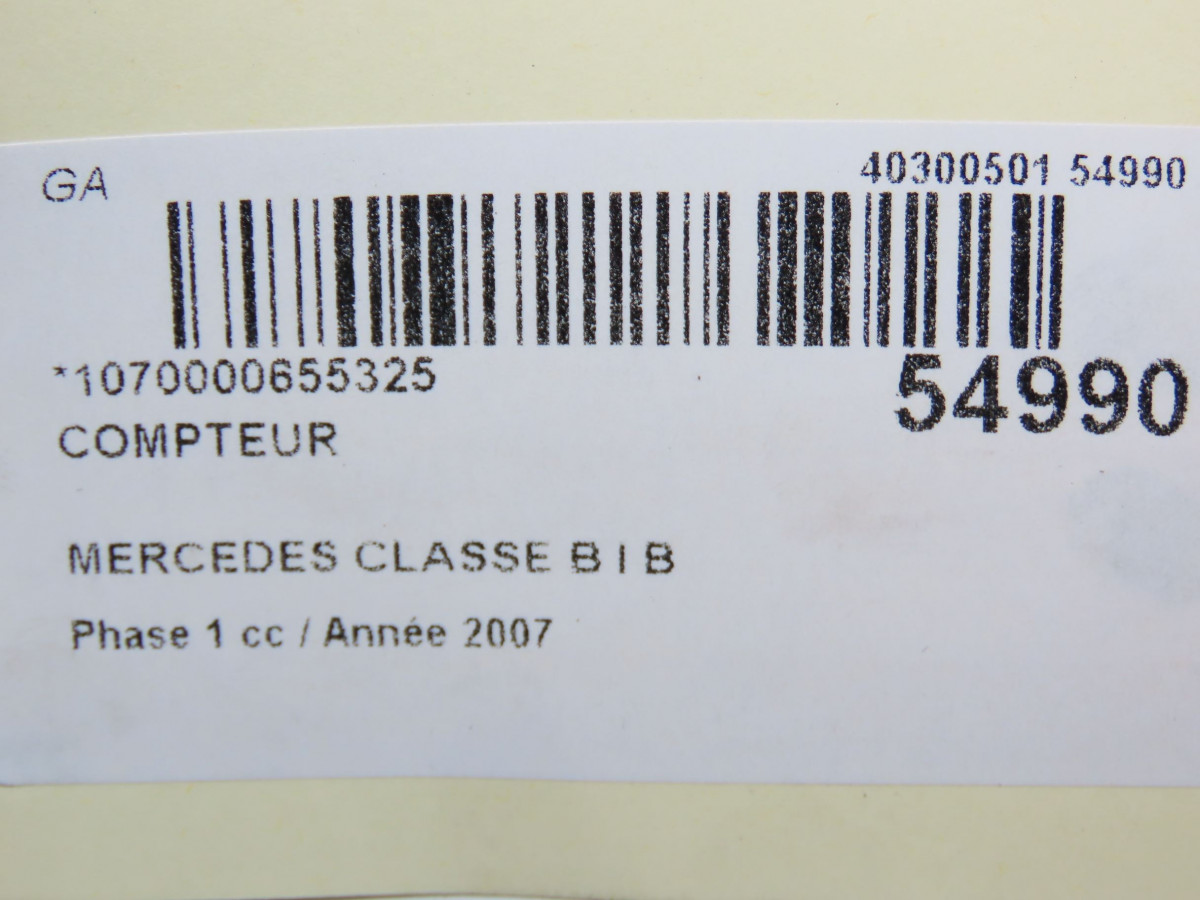 GA
40300501 54990
*1070000655325
54990
COMPTEUR
MERCEDES CLASSE B I B
Phase 1 cc / Année 2007